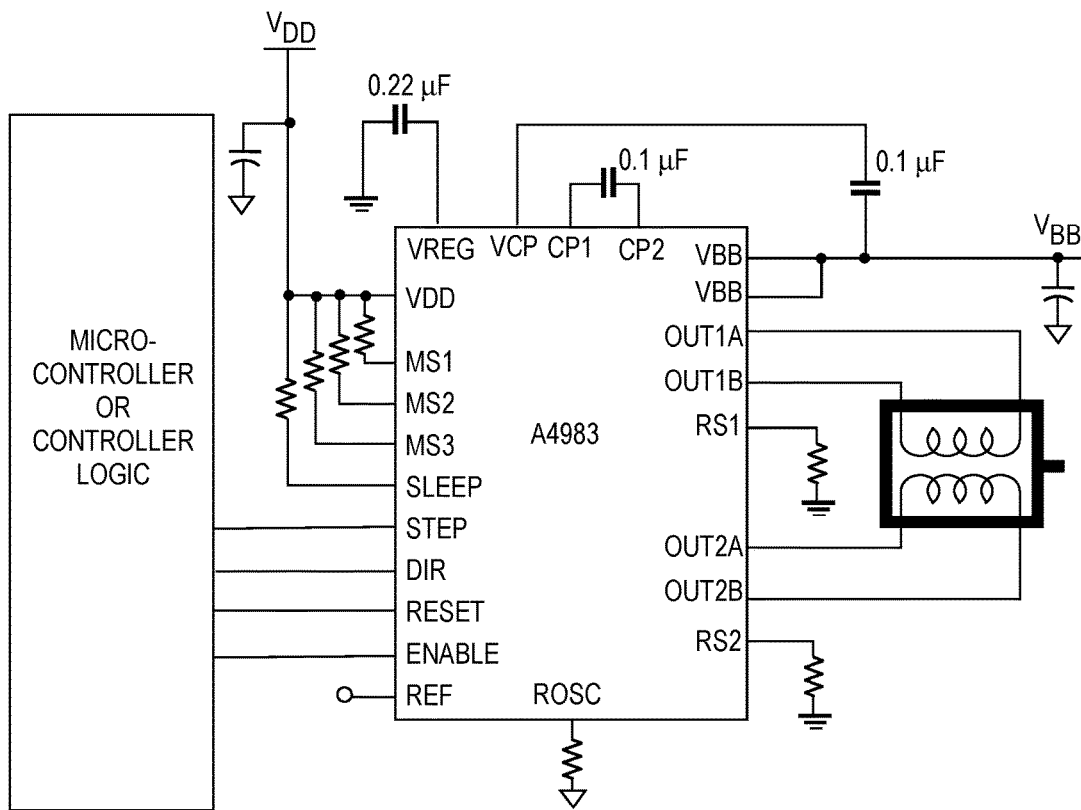 VDD
0.22 µF
0.1 µF
0.1 µF
VBB
VREG
VCP
CP1
CP2
VBB
VBB
VDD
MS1
MS2
MS3
SLEEP
STEP
DIR
RESET
ENABLE
REF
ROSC
A4983
OUT1A
OUT1B
RS1
OUT2A
OUT2B
RS2
MICRO-
CONTROLLER
OR
CONTROLLER
LOGIC